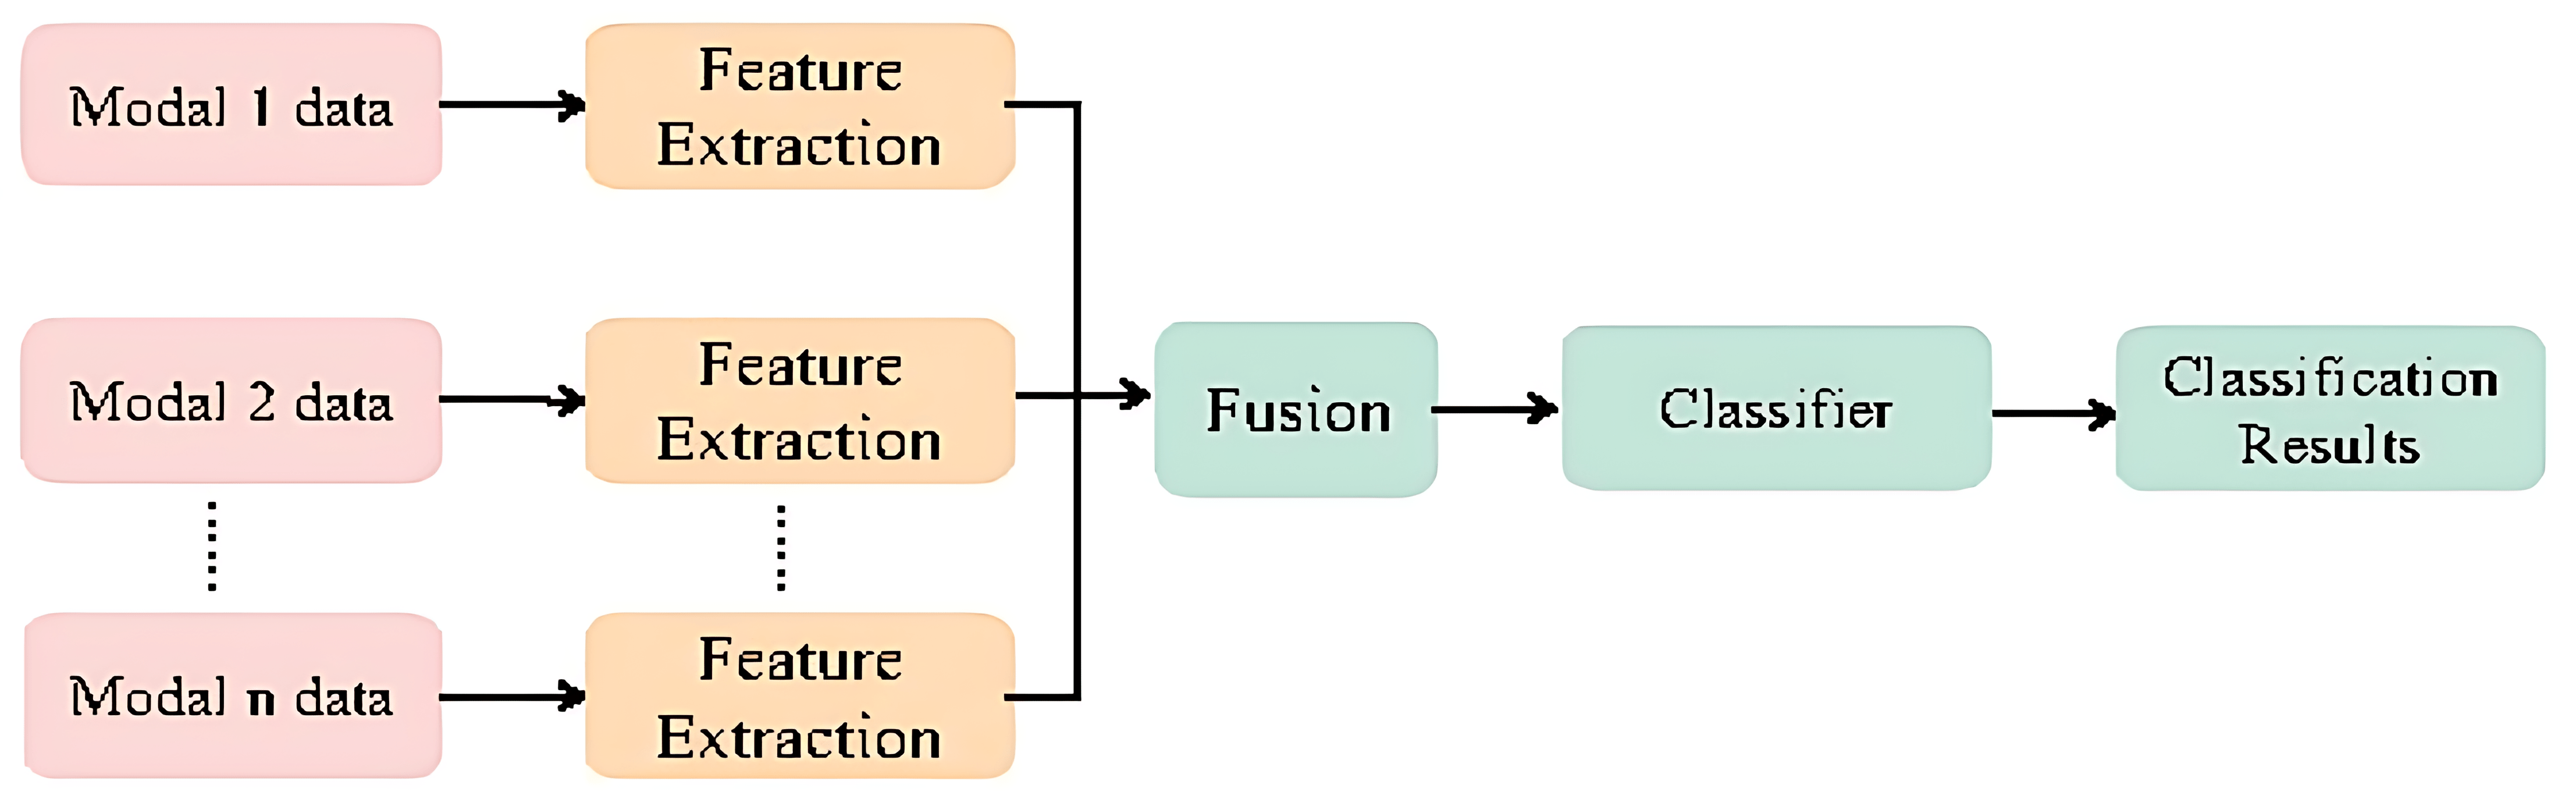 Modal 1 data
Feature
Extraction
Modal 2 data
Feature
Extraction
Fusion
Classifier
Classification
Results
Modal n data
Feature
Extraction